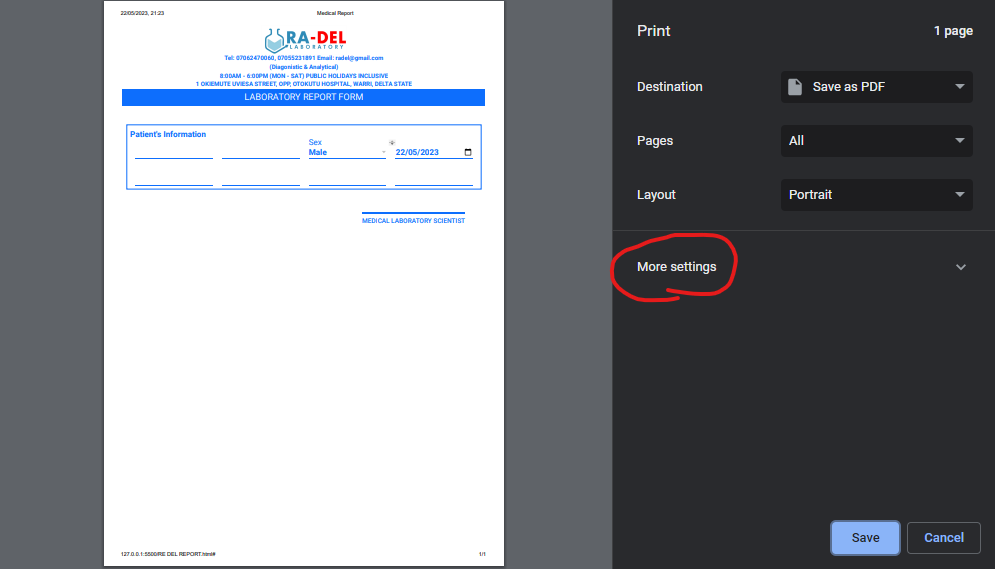 22/05/2023, 21:23 Medical Report
RA-DEL
LABORATORY
Tel: 07062470060, 07055231891 Email: radel@gmail.com
(Diagonistic & Analytical)
8:00AM - 6:00PM (MON - SAT) PUBLIC HOLIDAYS INCLUSIVE
1 OKIEMUTE UVIESA STREET, OPP, OTOKUTU HOSPITAL, WARRI, DELTA STATE
LABORATORY REPORT FORM
Patient's Information
Sex
Male 22/05/2023
MEDICAL LABORATORY SCIENTIST
127.0.0.1:5500/RE DEL REPORT.html# 1/1
Print 1 page
Destination Save as PDF
Pages All
Layout Portrait
More settings
Save Cancel